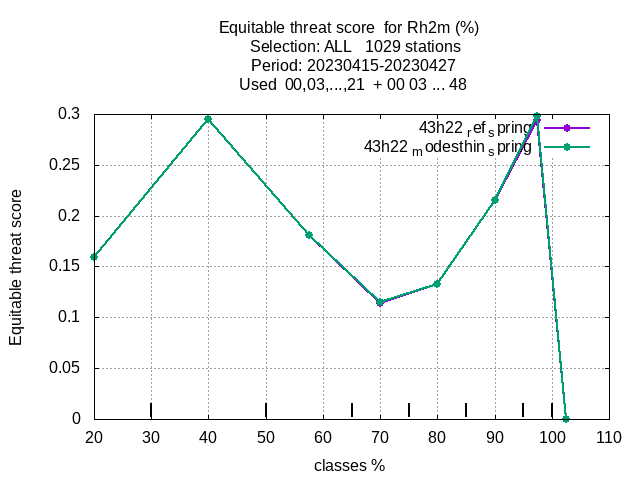 Equitable threat score  for Rh2m (%)
Selection: ALL   1029 stations
Period: 20230415-20230427
Used  00,03,...,21  + 00 03 ... 48
43h22 ref spring
43h22 modesthin spring
0.3
0.25
0.2
0.15
0.1
0.05
0
Equitable threat score
20 30 40 50 60 70 80 90 100 110
classes %